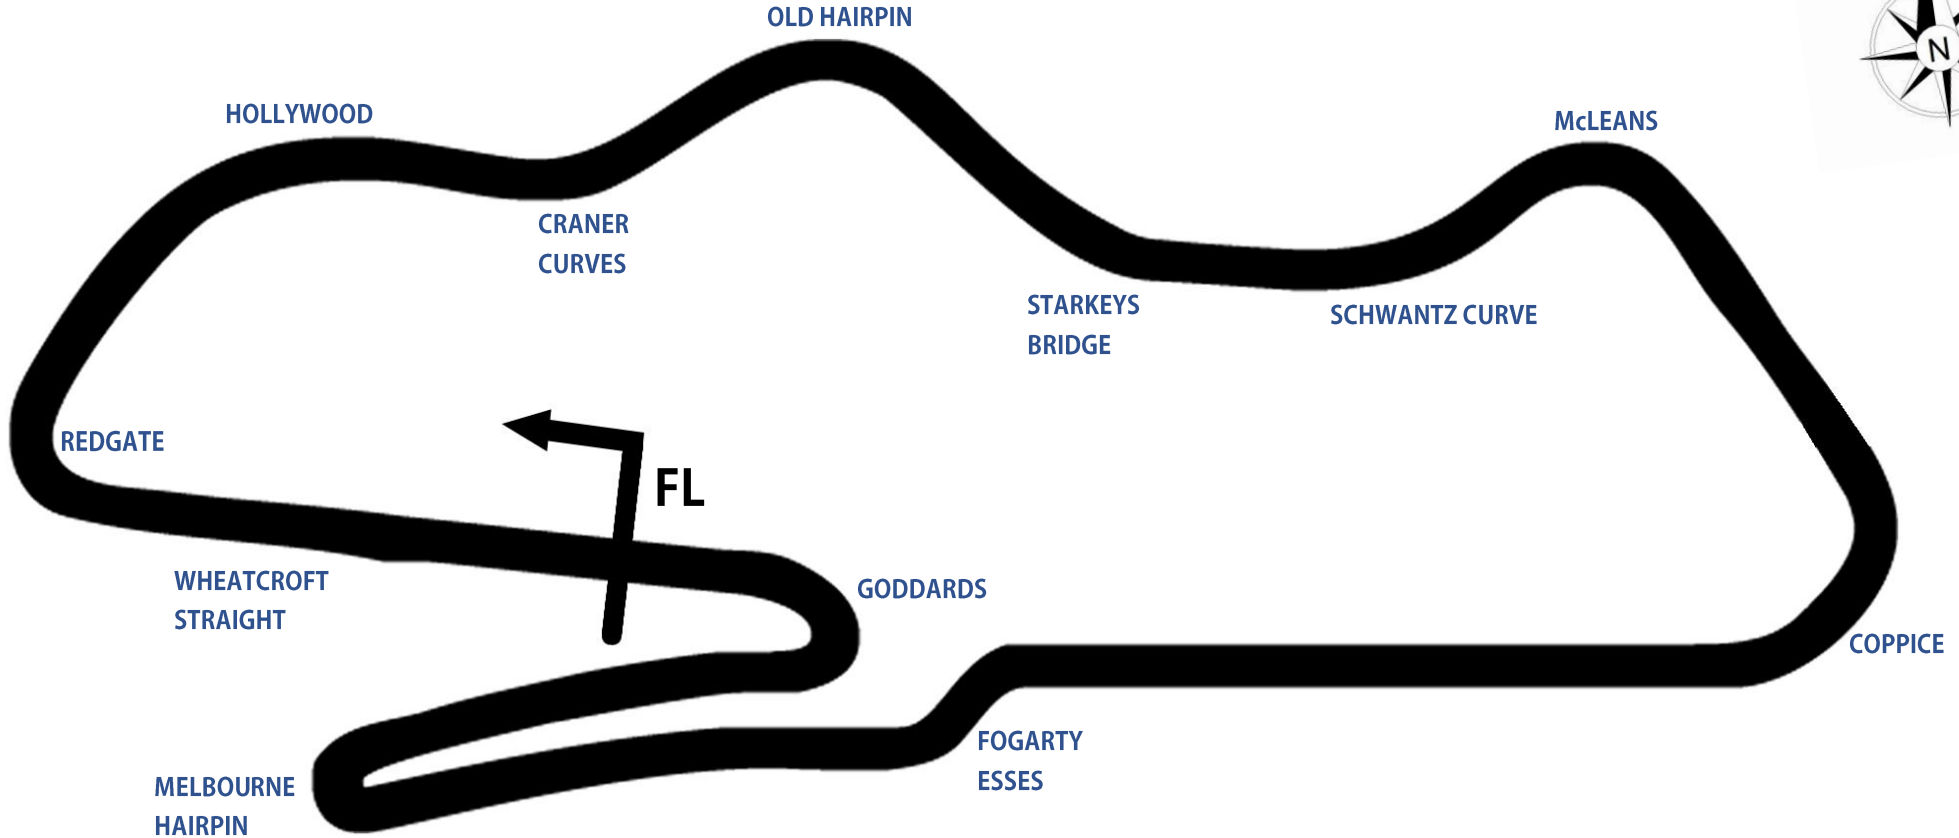 OLD HAIRPIN
N
HOLLYWOOD
McLEANS
CRANER
CURVES
STARKEYS
BRIDGE
SCHWANTZ CURVE
REDGATE
FL
WHEATCROFT
STRAIGHT
GODDARDS
COPPICE
FOGARTY
ESSES
MELBOURNE
HAIRPIN